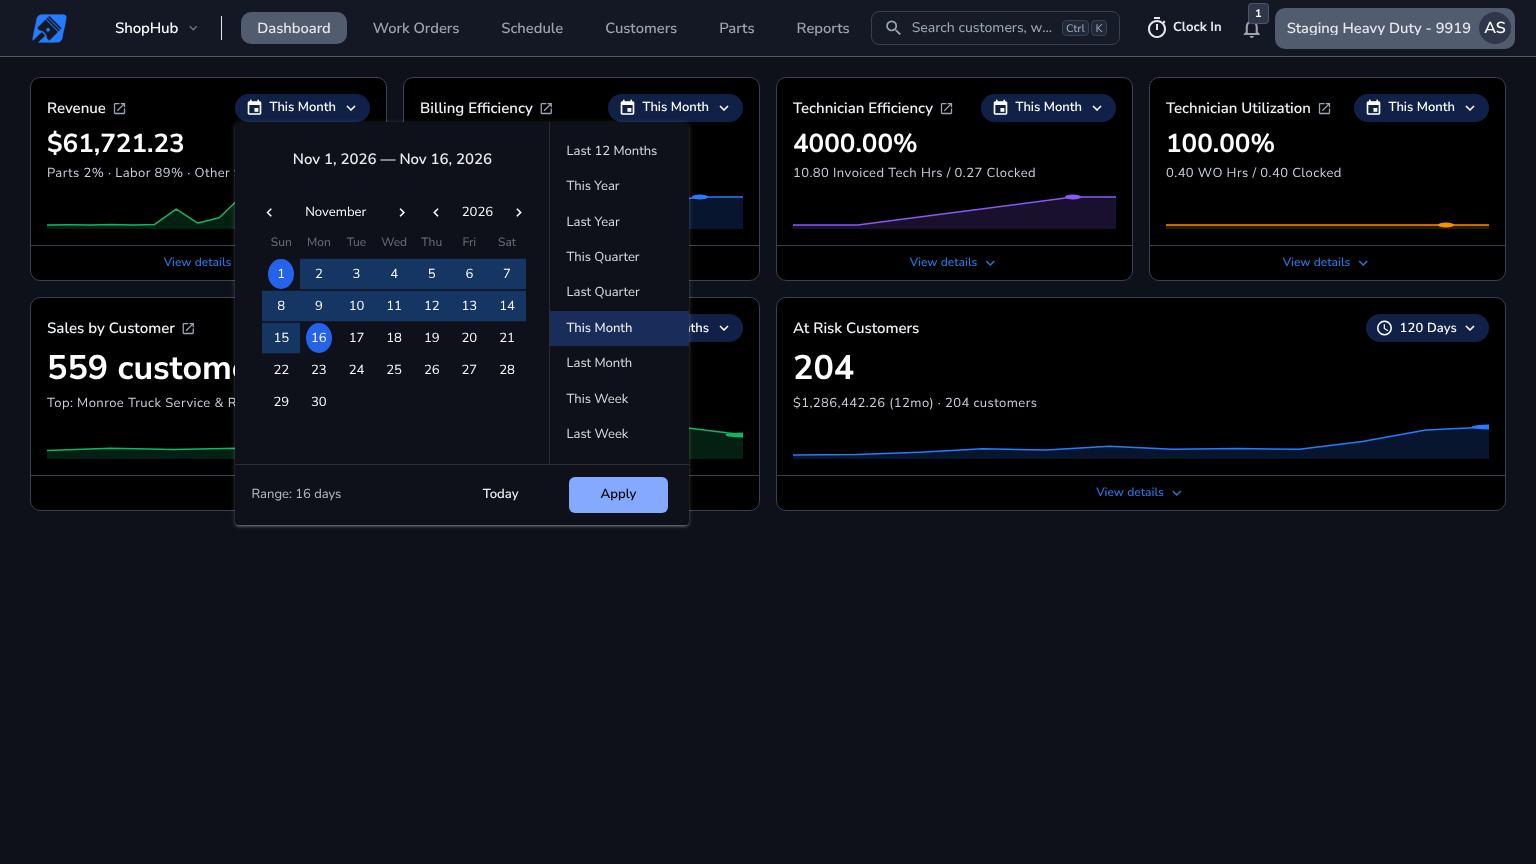 ShopHub
Dashboard
Work Orders
Schedule
Customers
Parts
Reports
Search customers, w...
Ctrl K
Clock In
1
Staging Heavy Duty - 9919
AS
Revenue
This Month
$61,721.23
Parts 2% · Labor 89% · Other
View details
Billing Efficiency
This Month
Technician Efficiency
This Month
4000.00%
10.80 Invoiced Tech Hrs / 0.27 Clocked
View details
Technician Utilization
This Month
100.00%
0.40 WO Hrs / 0.40 Clocked
View details
Nov 1, 2026 — Nov 16, 2026
November 2026
Sun Mon Tue Wed Thu Fri Sat
1 2 3 4 5 6 7
8 9 10 11 12 13 14
15 16 17 18 19 20 21
22 23 24 25 26 27 28
29 30
Last 12 Months
This Year
Last Year
This Quarter
Last Quarter
This Month
Last Month
This Week
Last Week
Range: 16 days
Today
Apply
Sales by Customer
559
Top: Monroe Truck Service & R
At Risk Customers
120 Days
204
$1,286,442.26 (12mo) · 204 customers
View details